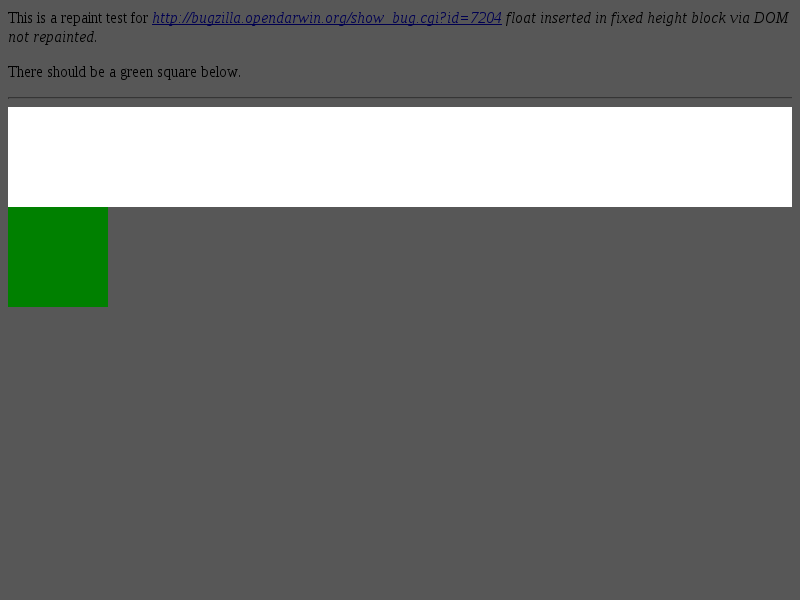 This is a repaint test for http://bugzilla.opendarwin.org/show_bug.cgi?id=7204 float inserted in fixed height block via DOM
not repainted.
There should be a green square below.